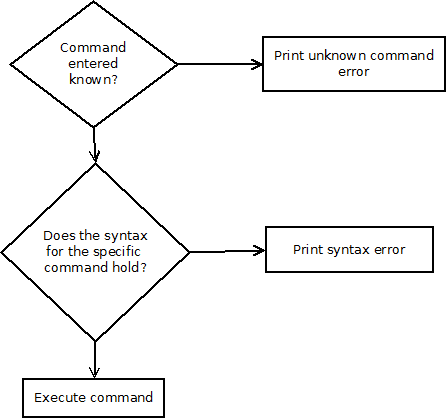 Command
entered
known?
Print unknown command
error
Does the syntax
for the specific
command hold?
Print syntax error
Execute command